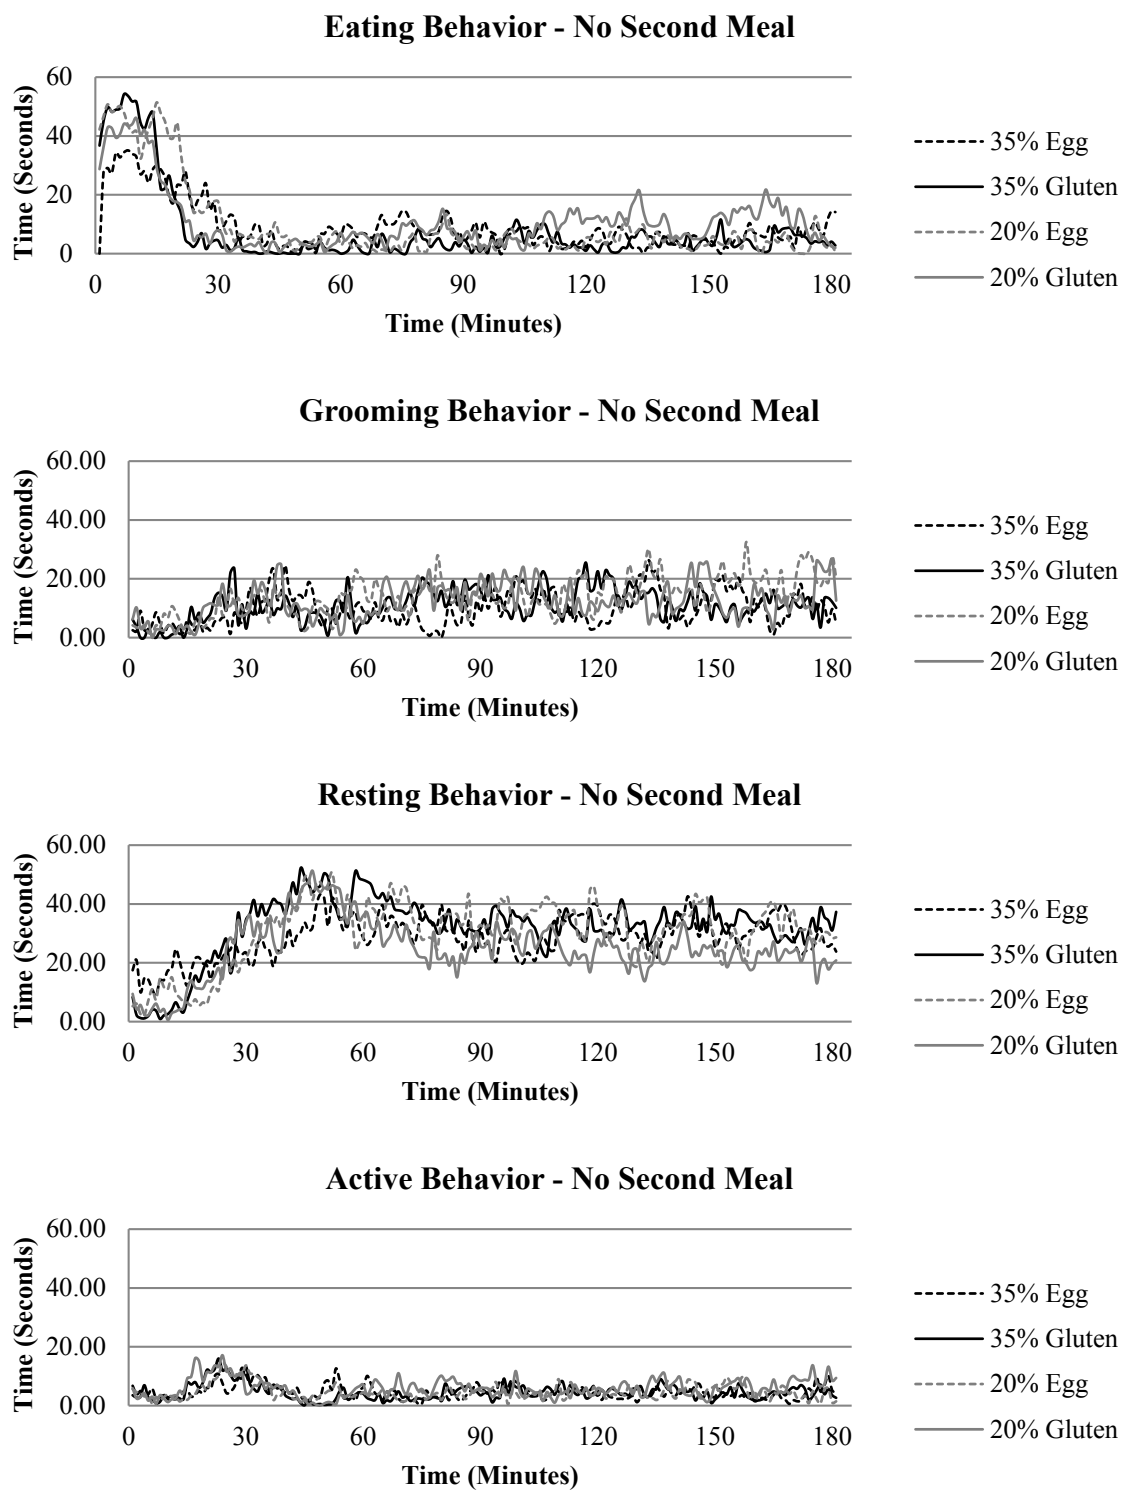 Eating Behavior - No Second Meal
Time (Seconds)
60
40
20
0
0 30 60 90 120 150 180
Time (Minutes)
35% Egg
35% Gluten
20% Egg
20% Gluten
Grooming Behavior - No Second Meal
Time (Seconds)
60.00
40.00
20.00
0.00
0 30 60 90 120 150 180
Time (Minutes)
35% Egg
35% Gluten
20% Egg
20% Gluten
Resting Behavior - No Second Meal
Time (Seconds)
60.00
40.00
20.00
0.00
0 30 60 90 120 150 180
Time (Minutes)
35% Egg
35% Gluten
20% Egg
20% Gluten
Active Behavior - No Second Meal
Time (Seconds)
60.00
40.00
20.00
0.00
0 30 60 90 120 150 180
Time (Minutes)
35% Egg
35% Gluten
20% Egg
20% Gluten